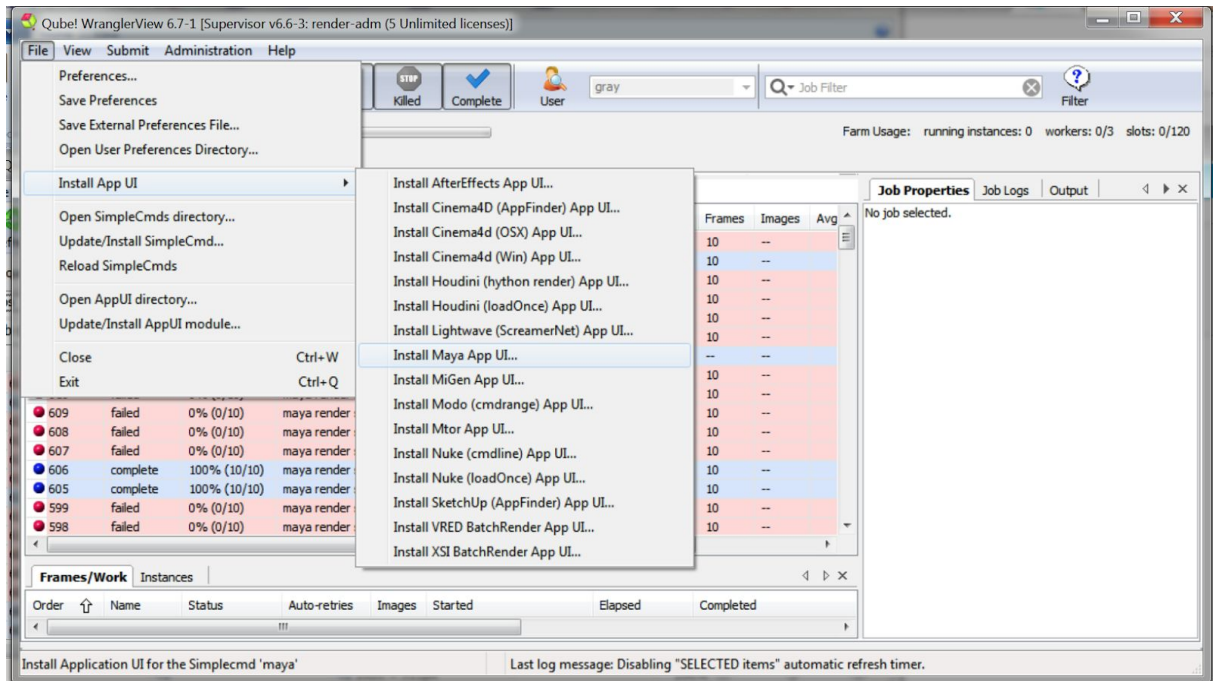 Qube! WranglerView 6.7-1 [Supervisor v6.6-3: render-adm (5 Unlimited licenses)]
File View Submit Administration Help
STOP
Killed Complete User gray Job Filter Filter
Farm Usage: running instances: 0 workers: 0/3 slots: 0/120
Preferences...
Save Preferences
Save External Preferences File...
Open User Preferences Directory...
Install App UI
Open SimpleCmds directory...
Update/Install SimpleCmd...
Reload SimpleCmds
Open AppUI directory...
Update/Install AppUI module...
Close Ctrl+W
Exit Ctrl+Q
Install AfterEffects App UI...
Install Cinema4D (AppFinder) App UI...
Install Cinema4d (OSX) App UI...
Install Cinema4d (Win) App UI...
Install Houdini (hython render) App UI...
Install Houdini (loadOnce) App UI...
Install Lightwave (ScreamerNet) App UI...
Install Maya App UI...
Install MiGen App UI...
Install Modo (cmdrange) App UI...
Install Mtor App UI...
Install Nuke (cmdline) App UI...
Install Nuke (loadOnce) App UI...
Install SketchUp (AppFinder) App UI...
Install VRED BatchRender App UI...
Install XSI BatchRender App UI...
Frames Images Avg
10 --
10 --
10 --
10 --
10 --
10 --
-- --
10 --
10 --
609 failed 0% (0/10) maya render 10 --
608 failed 0% (0/10) maya render 10 --
607 failed 0% (0/10) maya render 10 --
606 complete 100% (10/10) maya render 10 --
605 complete 100% (10/10) maya render 10 --
599 failed 0% (0/10) maya render 10 --
598 failed 0% (0/10) maya render 10 --
Job Properties Job Logs Output
No job selected.
Frames/Work Instances
Order Name Status Auto-retries Images Started Elapsed Completed
Install Application UI for the Simplecmd 'maya' Last log message: Disabling "SELECTED items" automatic refresh timer.